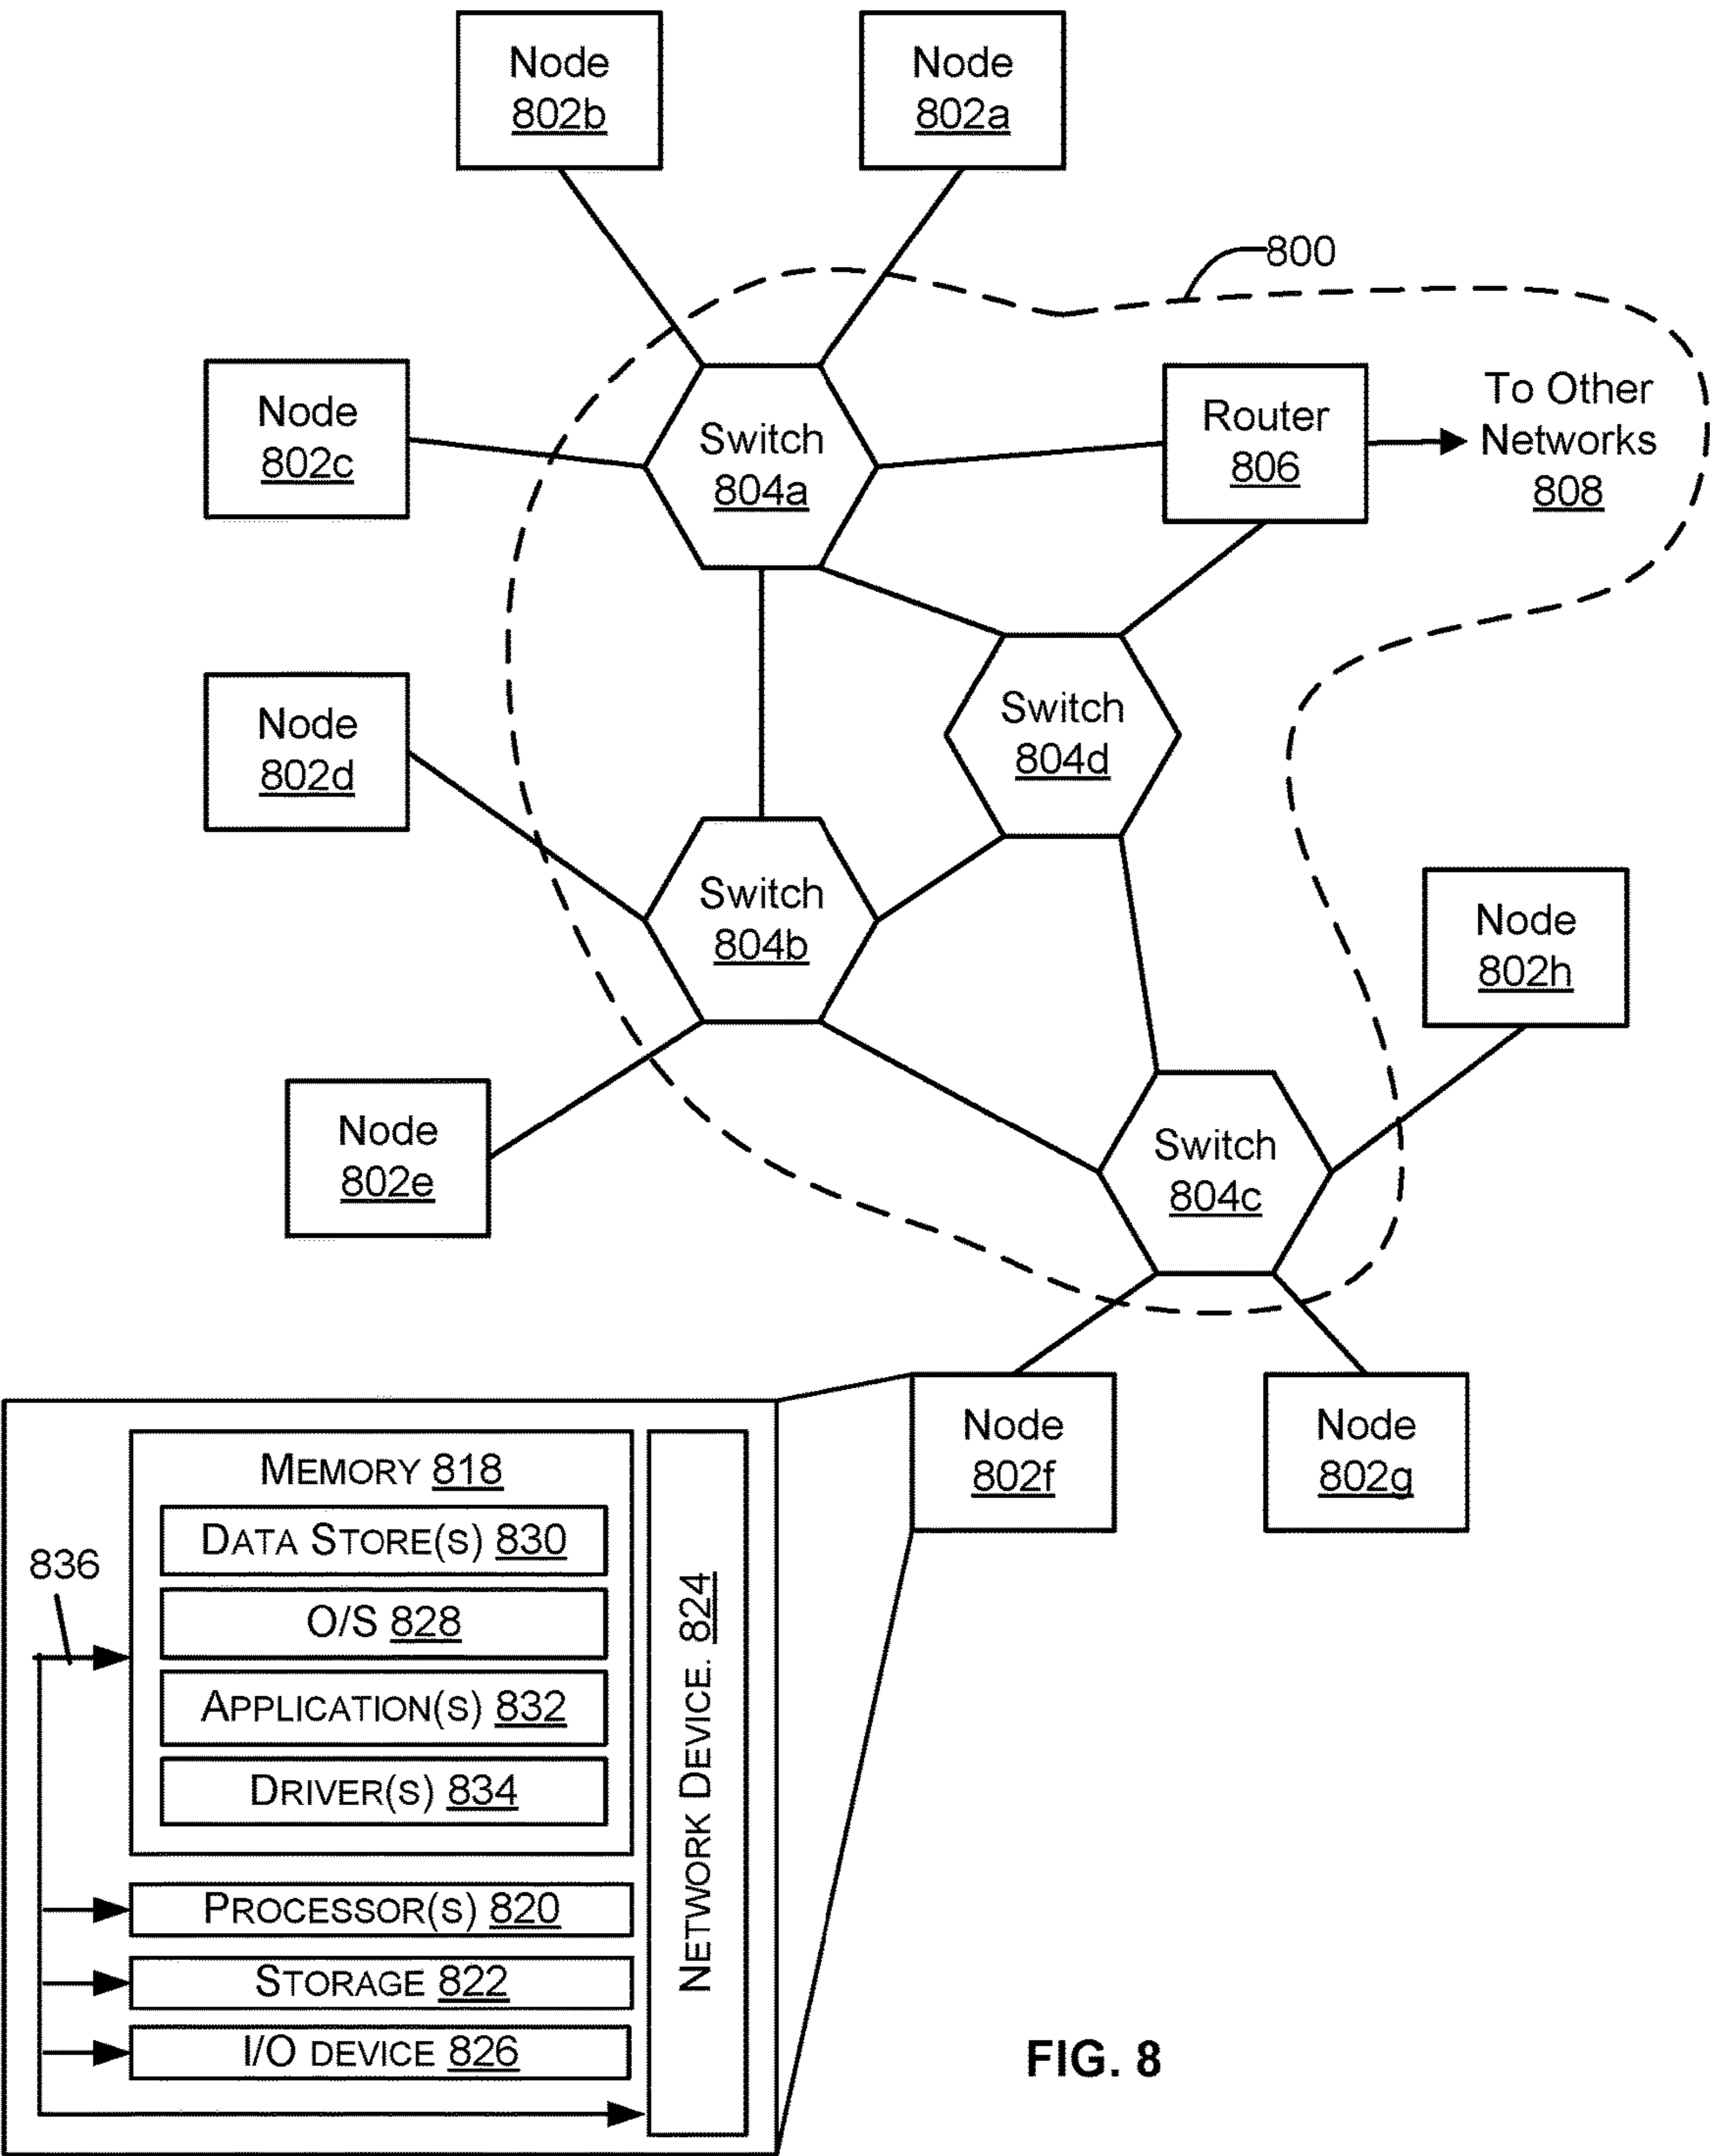 Node
802b
Node
802a
800
Node
802c
Switch
804a
Router
806
To Other
Networks
808
Node
802d
Switch
804d
Switch
804b
Node
802h
Node
802e
Switch
804c
Node
802f
Node
802g
MEMORY 818
DATA STORE(S) 830
836
O/S 828
APPLICATION(S) 832
DRIVER(S) 834
NETWORK DEVICE. 824
PROCESSOR(S) 820
STORAGE 822
I/O DEVICE 826
FIG. 8